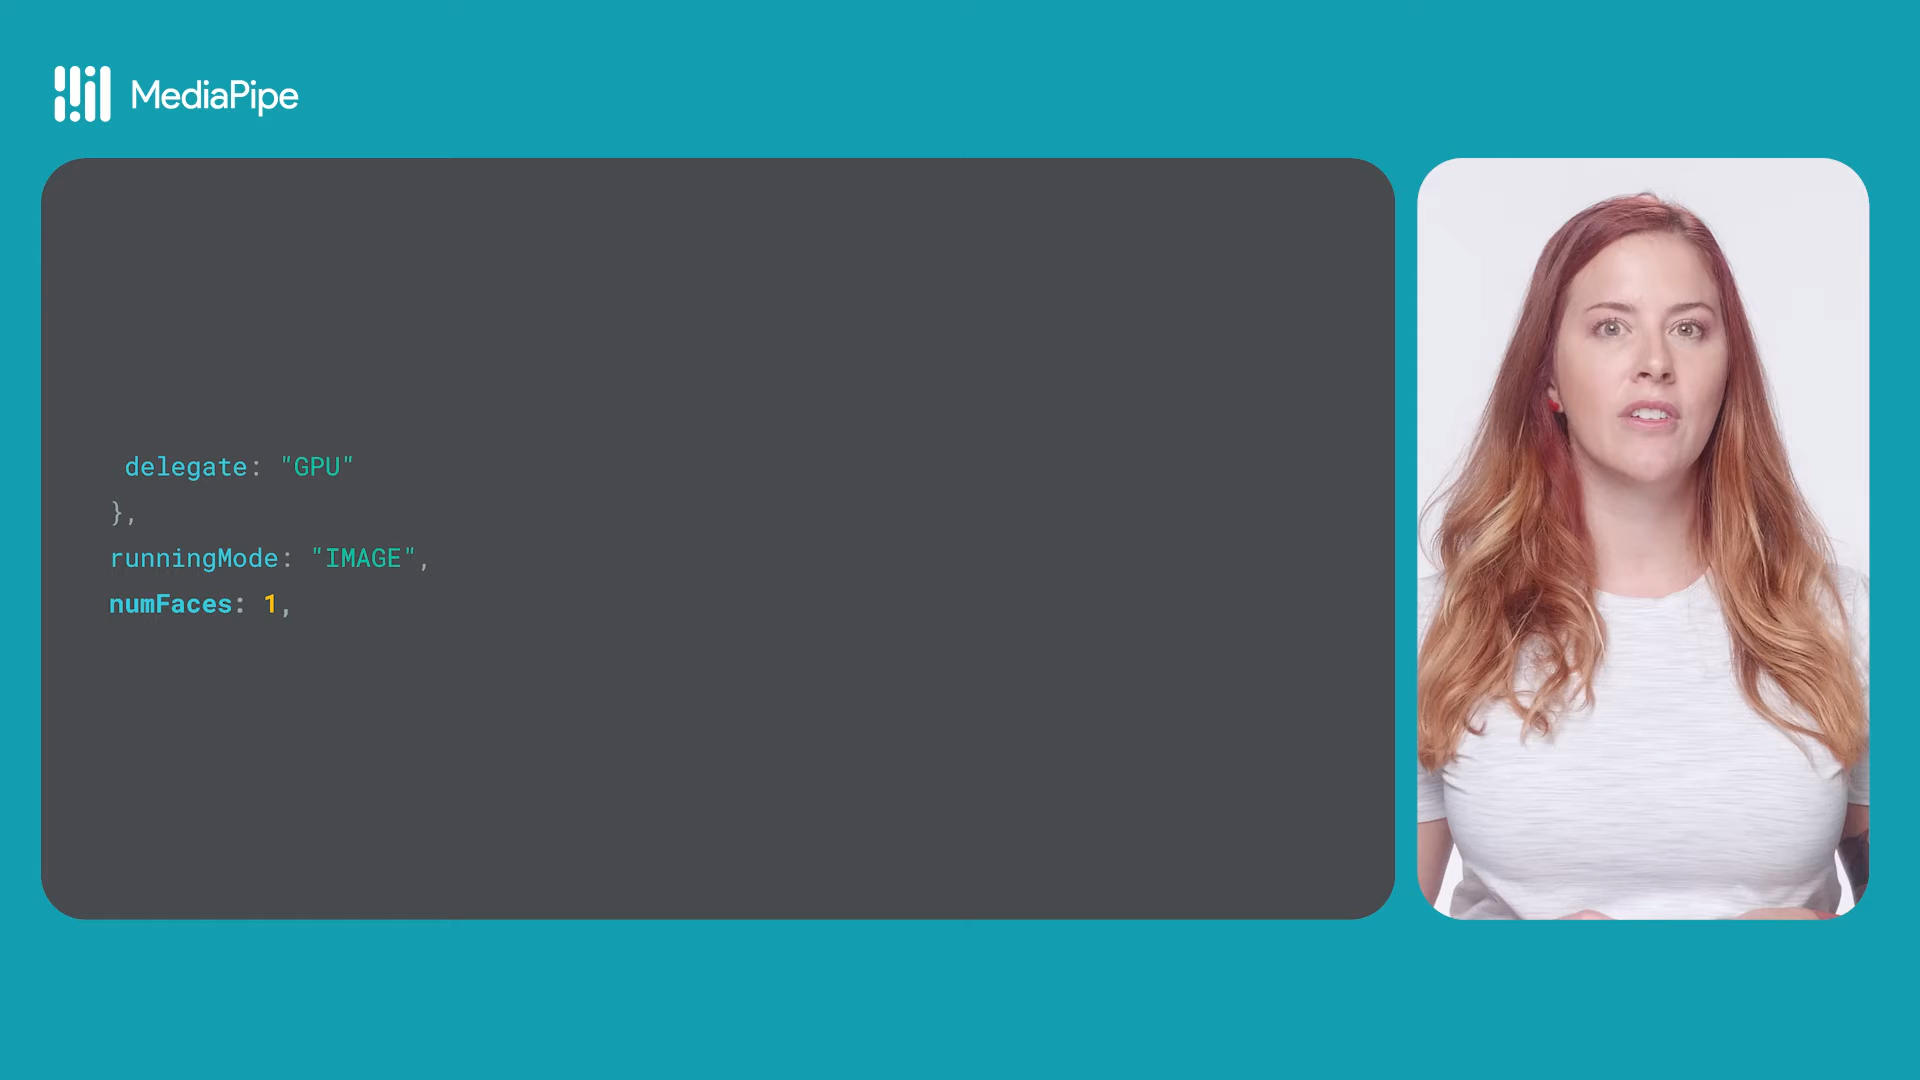 MediaPipe
delegate: "GPU"
},
runningMode: "IMAGE",
numFaces: 1,